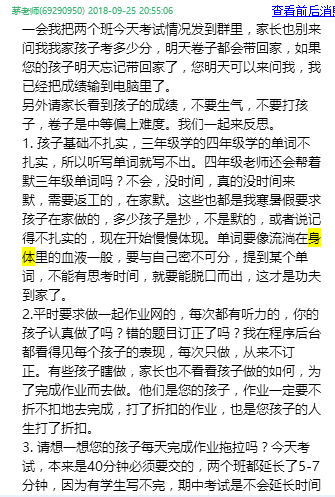 茅老师(69290950) 2018-09-25 20:55:06
查看前后消
一会我把两个班今天考试情况发到群里，家长也别来
问我我家孩子考多少分，明天卷子都会带回家，如果
您的孩子明天忘记带回家了，您明天可以来问我，我
已经把成绩输到电脑里了。
另外请家长看到孩子的成绩，不要生气，不要打孩
子，卷子是中等偏上难度。我们一起来反思。
1. 孩子基础不扎实，三年级学的四年级学的单词不
扎实，所以听写单词就写不出。四年级老师还会帮着
默三年级单词吗？不会，没时间，真的没时间来
默，需要返工的，在家默。这些也都是我寒暑假要求
孩子在家做的，多少孩子是抄，不是默的，或者说记
得不扎实的，现在开始慢慢体现。单词要像流淌在身
体里的血液一般，要与自己密不可分，提到某个单
词，不能有思考时间，就要能脱口而出，这才是功夫
到家了。
2.平时要求做一起作业网的，每次都有听力的，你的
孩子认真做了吗？错的题目订正了吗？我在程序后台
都看得见每个孩子的表现，每次只做，从来不订
正。有些孩子瞎做，家长也不看看孩子做的如何，为
了完成作业而去做。他们是您的孩子，作业一定要不
折不扣地去完成，打了折扣的作业，也是您孩子的人
生打了折扣。
3. 请想一想您的孩子每天完成作业拖拉吗？今天考
试，本来是40分钟必须要交的，两个班都延长了5-7
分钟，因为有学生写不完，期中考试是不会延长时间